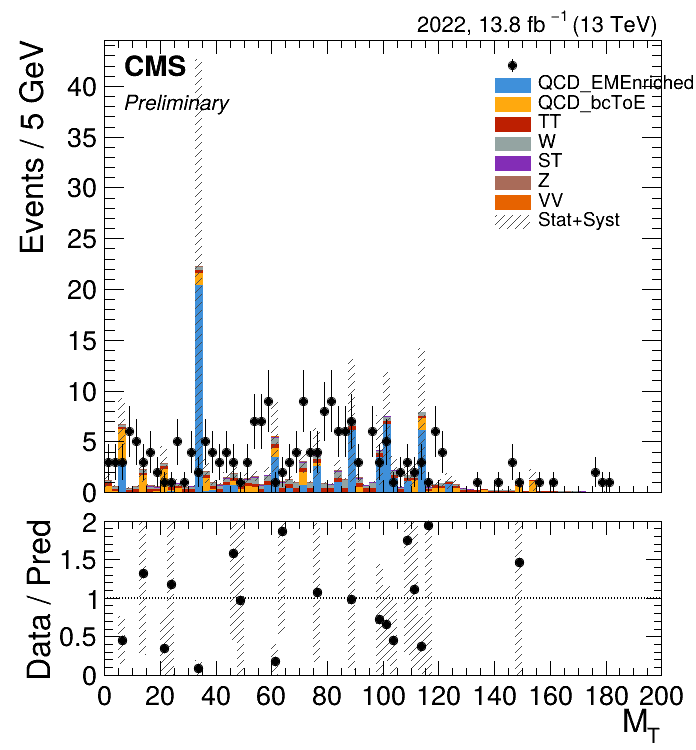 2022, 13.8 fb⁻¹ (13 TeV)
CMS
Preliminary
QCD_EMEnriched
QCD_bcToE
TT
W
ST
Z
VV
Stat+Syst
Events / 5 GeV
40
35
30
25
20
15
10
5
0
Data / Pred
2
1.5
1
0.5
0
0 20 40 60 80 100 120 140 160 180 200
M_T